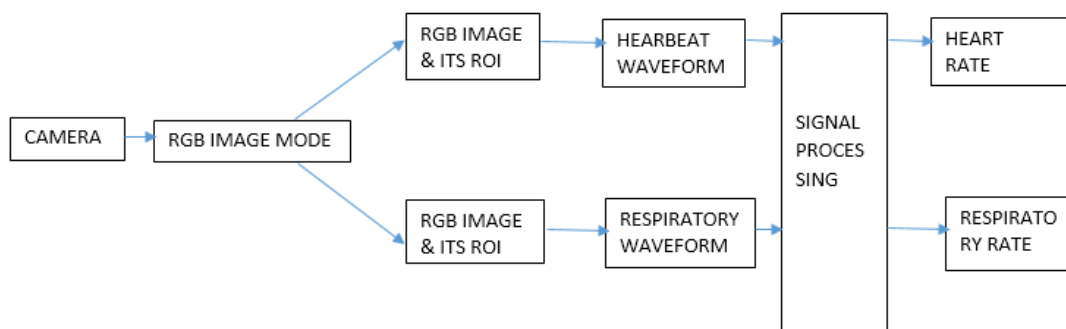 CAMERA
RGB IMAGE MODE
RGB IMAGE
& ITS ROI
HEARBEAT
WAVEFORM
RGB IMAGE
& ITS ROI
RESPIRATORY
WAVEFORM
SIGNAL
PROCES
SING
HEART
RATE
RESPIRATO
RY RATE